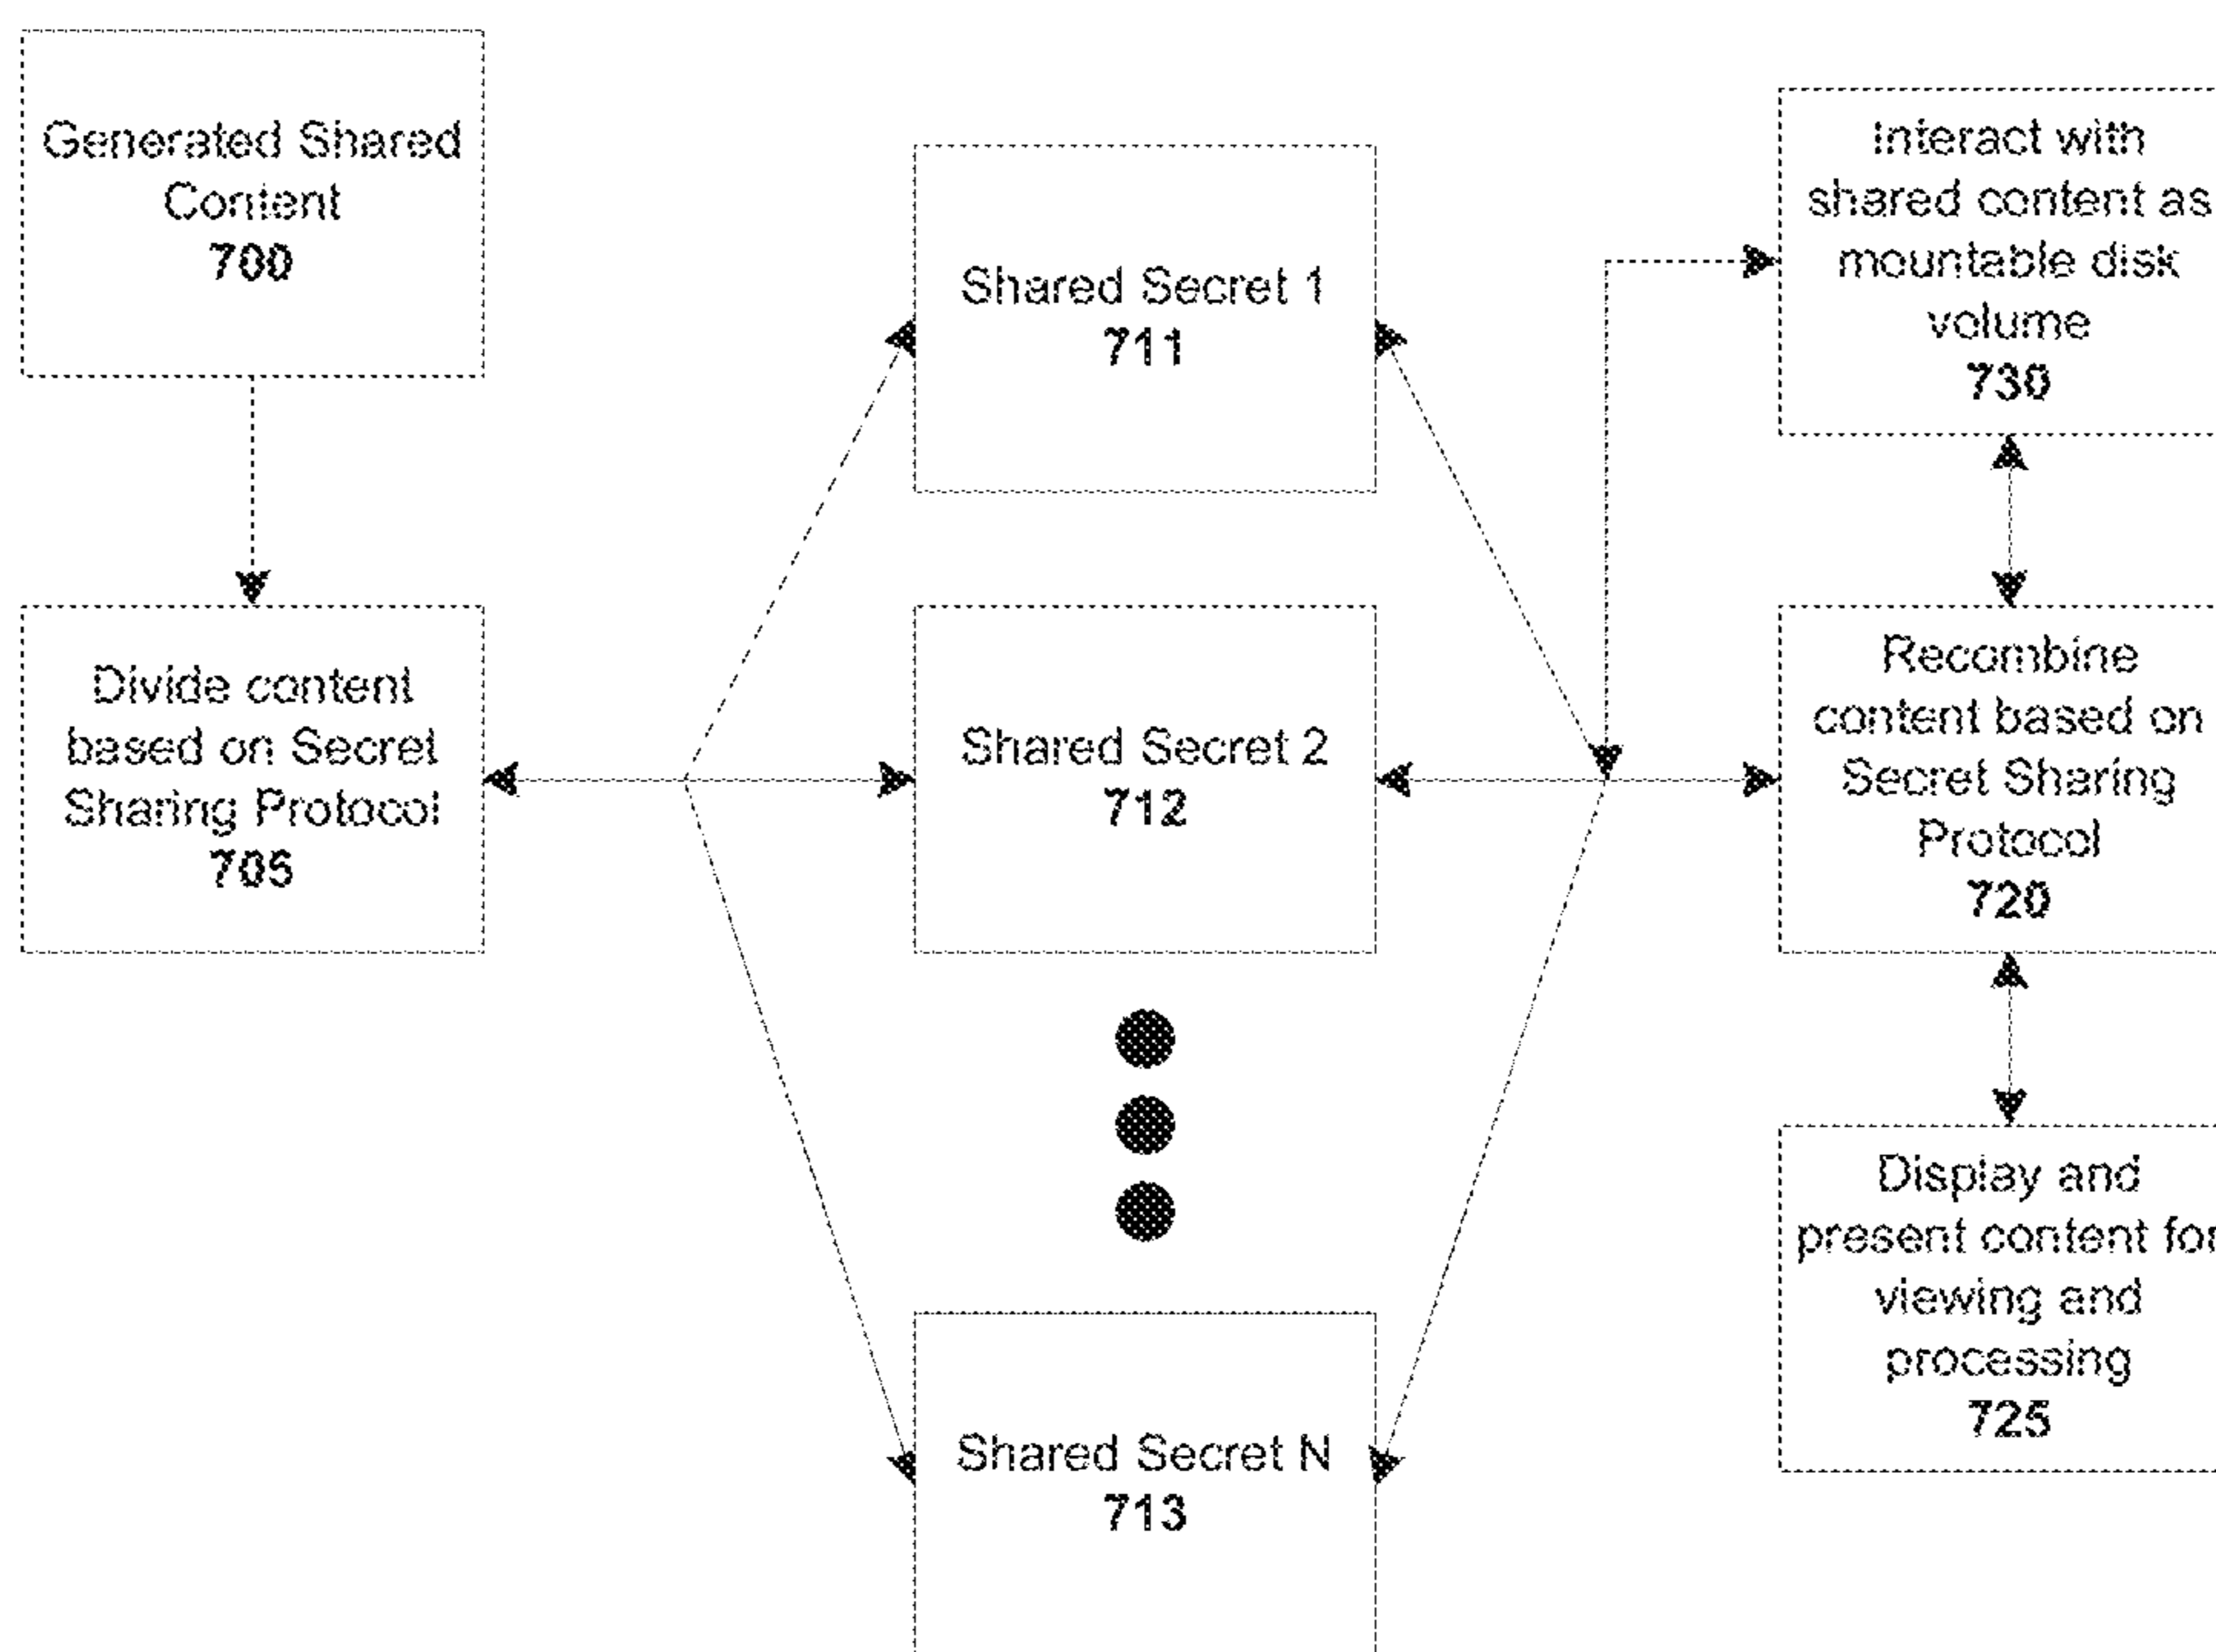 Generated Shared
Content
700
Divide content
based on Secret
Sharing Protocol
705
Shared Secret 1
711
Shared Secret 2
712
Shared Secret N
713
Interact with
shared content as
mountable disk
volume
730
Recombine
content based on
Secret Sharing
Protocol
720
Display and
present content for
viewing and
processing
725